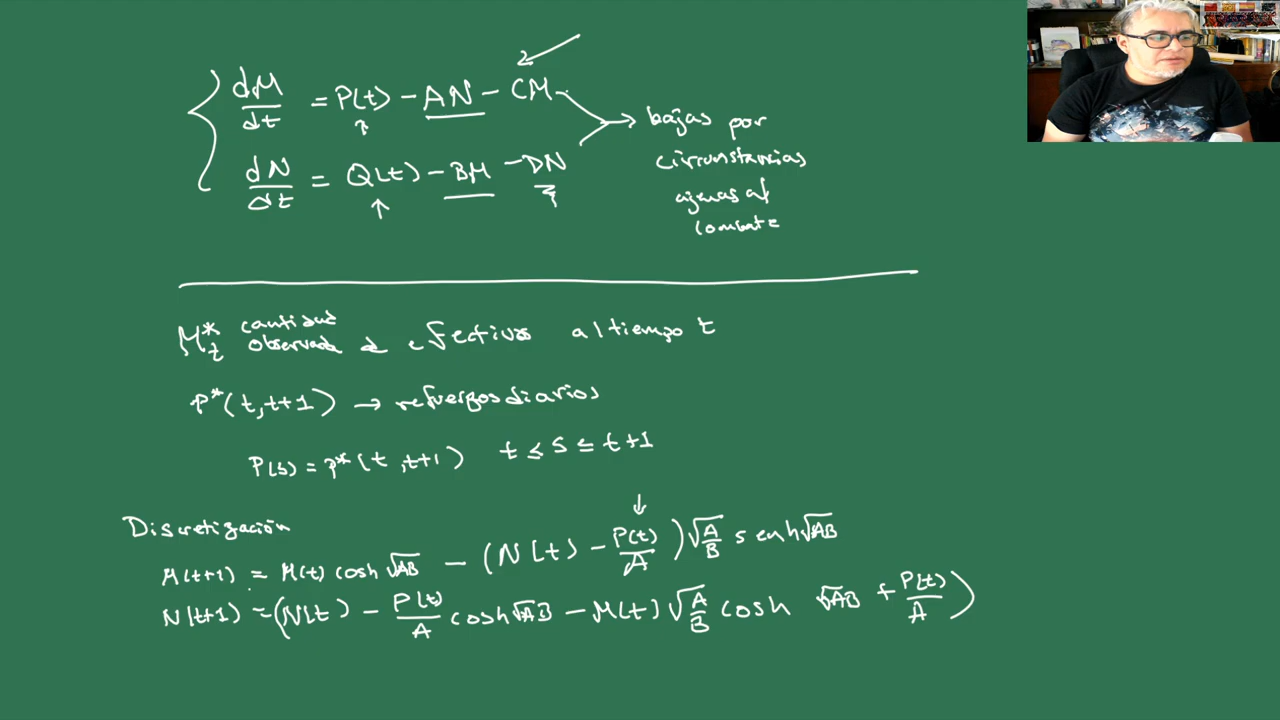 dM/dt = P(t) - AN - CM
dN/dt = Q(t) - BM - DN
bajas por
circunstancias
ajenas al
combate
M*_t cantidad observada de efectivos al tiempo t
P*(t,t+1) → refuerzos diarios
P(s) = P*(t,t+1) t ≤ s ≤ t+1
Discretización
M(t+1) = M(t) cosh √AB - (N(t) - P(t)/A) √(A/B) senh √AB
N(t+1) = (N(t) - P(t)/A cosh √AB - M(t) √(A/B) cosh √AB + P(t)/A)